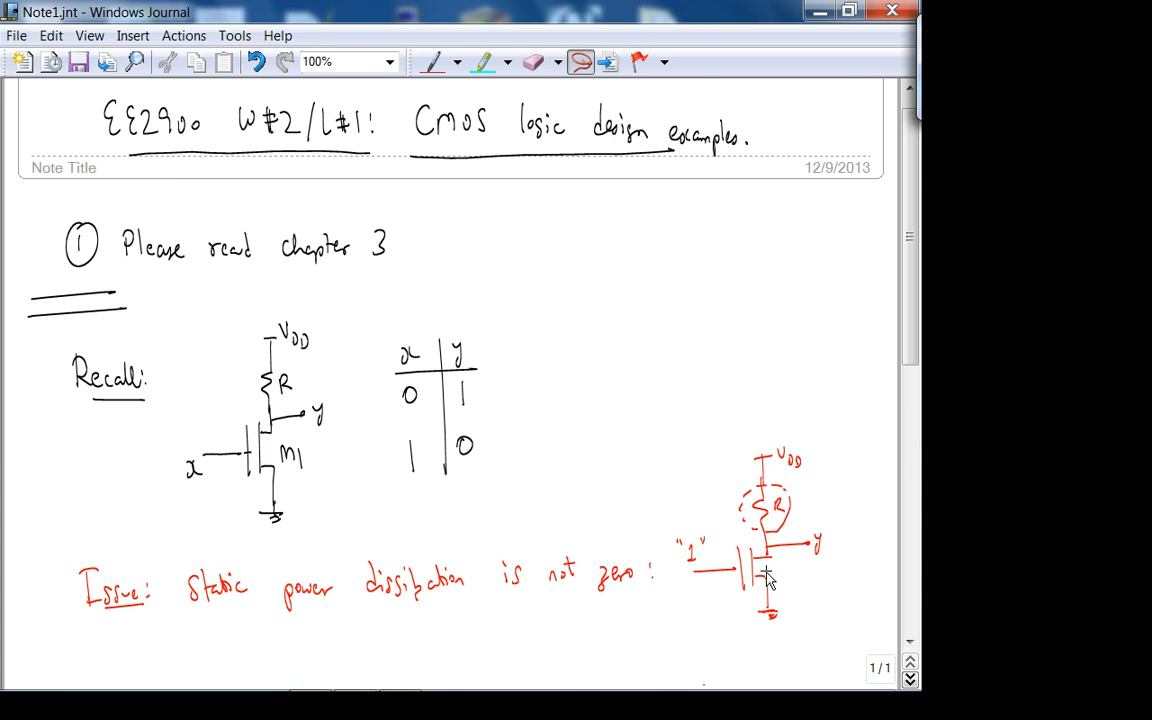 Note1.jnt - Windows Journal
File Edit View Insert Actions Tools Help
100%
EE2900 W#2/L#1: CMOS logic design examples.
Note Title 12/9/2013
① Please read chapter 3
Recall:
VDD
R
y
M1
x
x y
0 1
1 0
Issue: Static power dissipation is not zero:
VDD
R
"1"
y
1 / 1